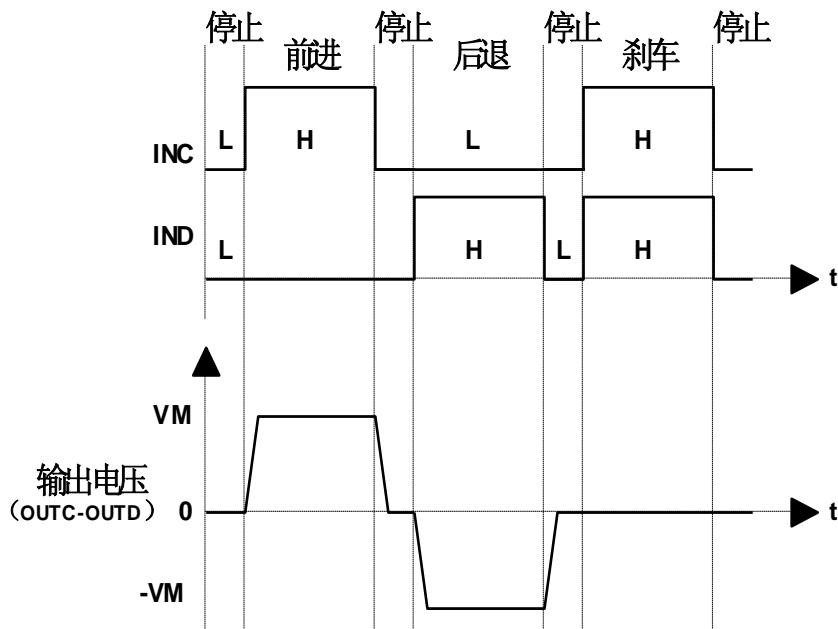 停止 停止 停止 停止
前进 后退 刹车
INC L H L H
IND L H L H
t
VM
输出电压
（OUTC-OUTD） 0 t
-VM